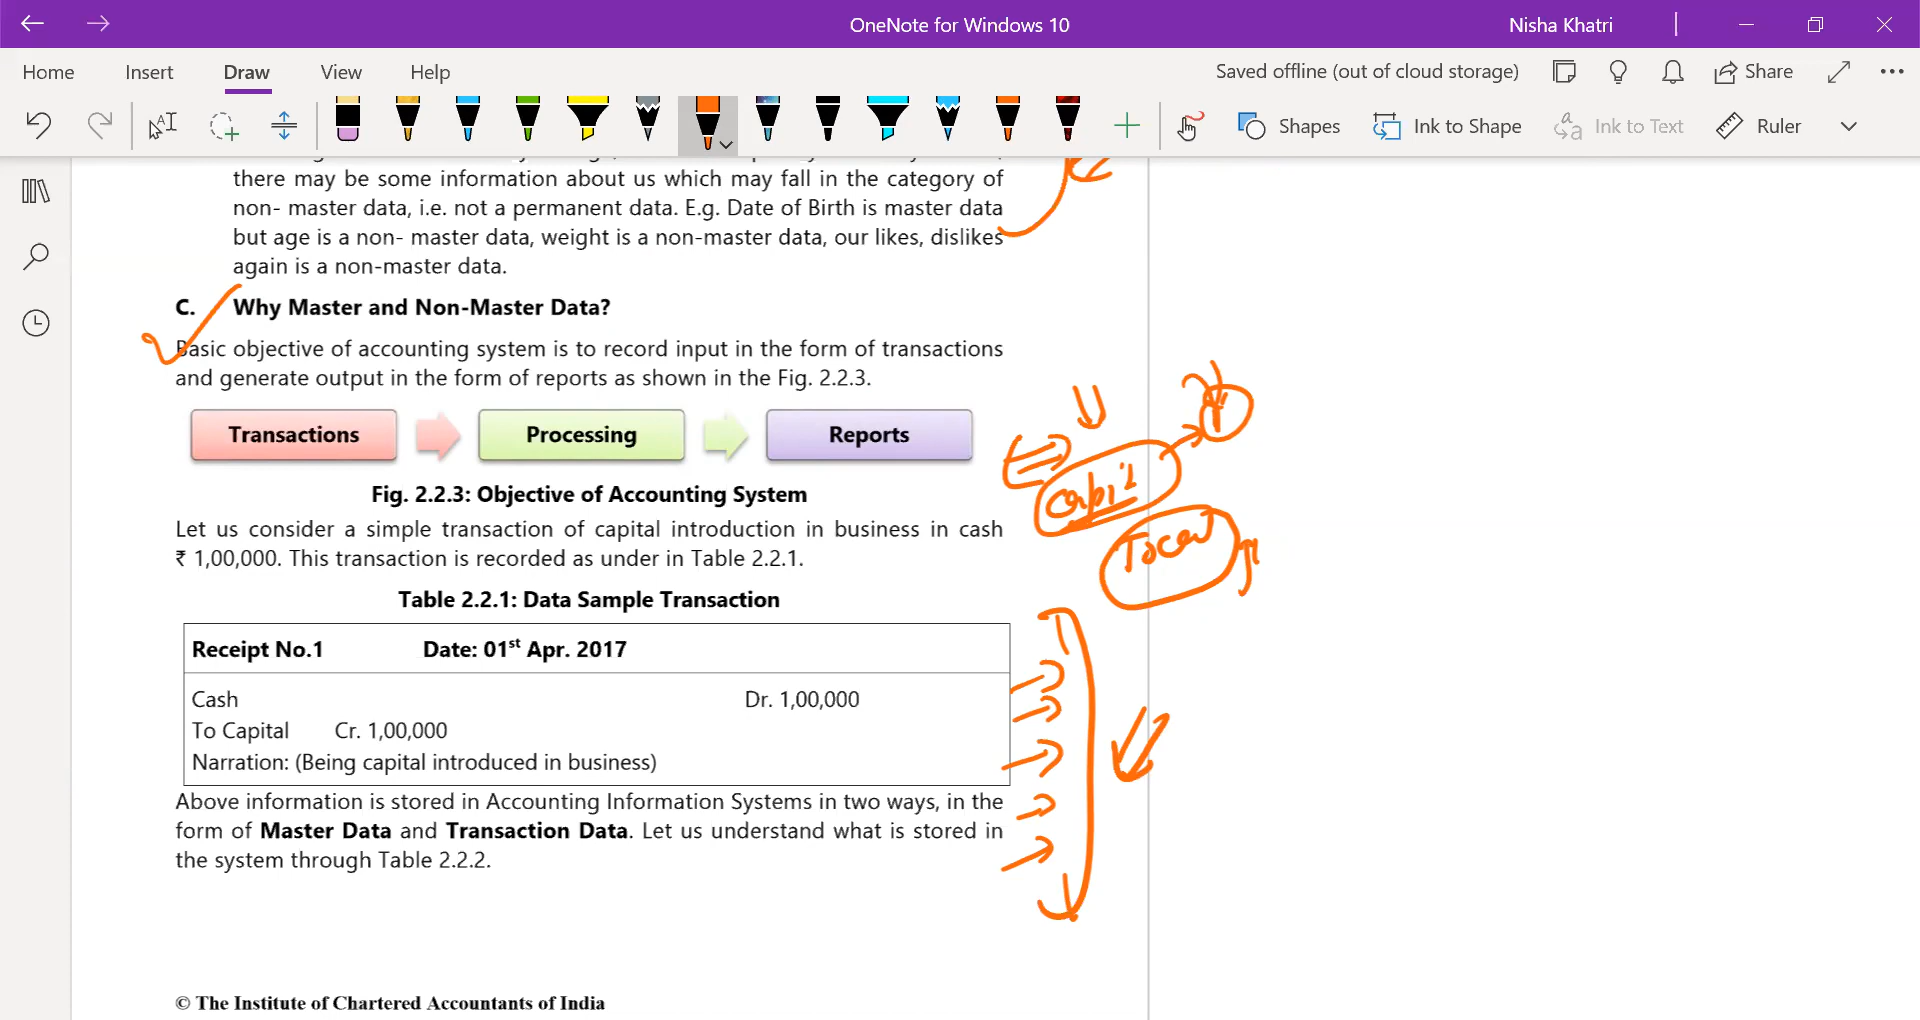 OneNote for Windows 10
Nisha Khatri
Home Insert Draw View Help
Saved offline (out of cloud storage)
Share
Shapes
Ink to Shape
Ink to Text
Ruler
there may be some information about us which may fall in the category of
non- master data, i.e. not a permanent data. E.g. Date of Birth is master data
but age is a non- master data, weight is a non-master data, our likes, dislikes
again is a non-master data.
C. Why Master and Non-Master Data?
Basic objective of accounting system is to record input in the form of transactions
and generate output in the form of reports as shown in the Fig. 2.2.3.
Transactions Processing Reports
Fig. 2.2.3: Objective of Accounting System
Let us consider a simple transaction of capital introduction in business in cash
₹ 1,00,000. This transaction is recorded as under in Table 2.2.1.
Table 2.2.1: Data Sample Transaction
Receipt No.1 Date: 01st Apr. 2017
Cash Dr. 1,00,000
To Capital Cr. 1,00,000
Narration: (Being capital introduced in business)
Above information is stored in Accounting Information Systems in two ways, in the
form of Master Data and Transaction Data. Let us understand what is stored in
the system through Table 2.2.2.
© The Institute of Chartered Accountants of India